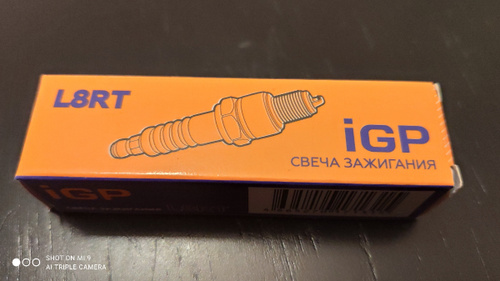 L8RT
iGP
СВЕЧА ЗАЖИГАНИЯ
iGP
SHOT ON MI 9
AI TRIPLE CAMERA